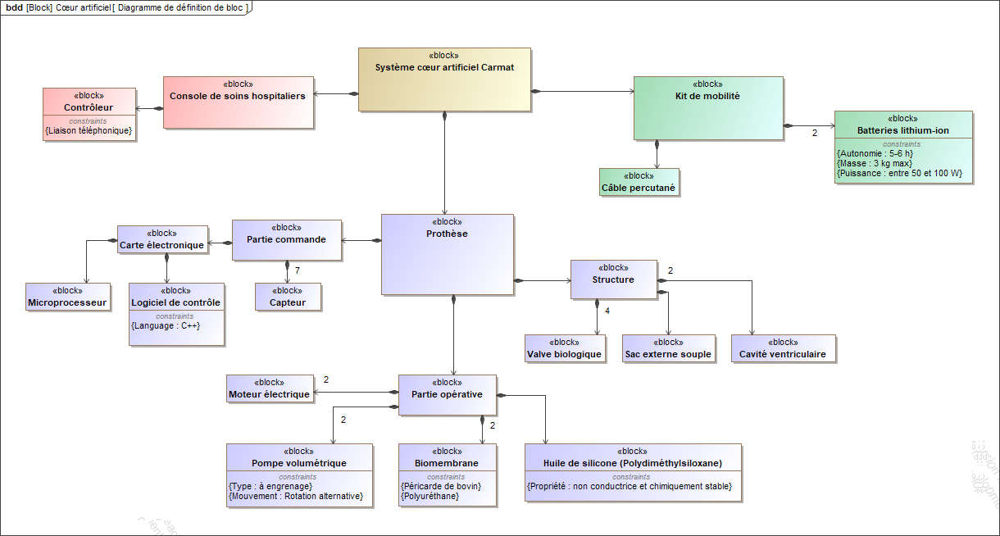 bdd [Block] Cœur artificiel[ Diagramme de définition de bloc ]
«block»
Système cœur artificiel Carmat
«block»
Console de soins hospitaliers
«block»
Contrôleur
constraints
{Liaison téléphonique}
«block»
Kit de mobilité
«block»
Batteries lithium-ion
constraints
{Autonomie : 5-6 h}
{Masse : 3 kg max}
{Puissance : entre 50 et 100 W}
2
«block»
Câble percutané
«block»
Prothèse
«block»
Partie commande
«block»
Carte électronique
«block»
Microprocesseur
«block»
Logiciel de contrôle
constraints
{Language : C++}
7
«block»
Capteur
«block»
Structure
2
4
«block»
Valve biologique
«block»
Sac externe souple
«block»
Cavité ventriculaire
«block»
Partie opérative
2
«block»
Moteur électrique
2
«block»
Pompe volumétrique
constraints
{Type : à engrenage}
{Mouvement : Rotation alternative}
2
«block»
Biomembrane
constraints
{Péricarde de bovin}
{Polyuréthane}
«block»
Huile de silicone (Polydiméthylsiloxane)
constraints
{Propriété : non conductrice et chimiquement stable}